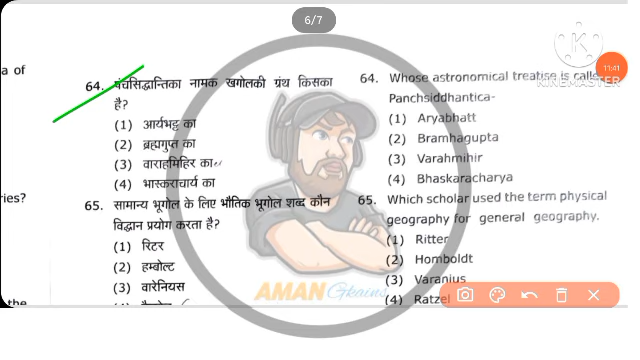 6/7
a of
64. पंचसिद्धान्तिका नामक खगोलकी ग्रंथ किसका
है?
(1) आर्यभट्ट का
(2) ब्रह्मगुप्त का
(3) वाराहमिहिर का
(4) भास्कराचार्य का
65. सामान्य भूगोल के लिए भौतिक भूगोल शब्द कौन
विद्वान प्रयोग करता है?
(1) रिटर
(2) हम्बोल्ट
(3) वारेनियस
64. Whose astronomical treatise is
Panchsiddhantica-
(1) Aryabhatt
(2) Bramhagupta
(3) Varahmihir
(4) Bhaskaracharya
65. Which scholar used the term physical
geography for general geography.
(1) Ritter
(2) Homboldt
(3) Varanius
(4) Ratzel
ries?
the
11:41
KINEMASTER
AMAN Gkains